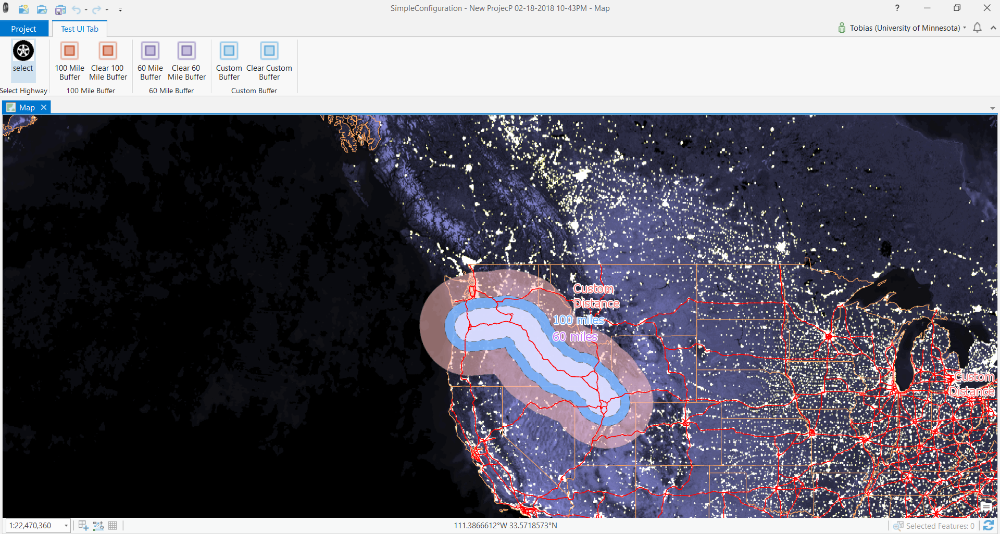 SimpleConfiguration - New ProjecP 02-18-2018 10-43PM - Map
?
Project
Test UI Tab
Tobias (University of Minnesota)
select
100 Mile
Buffer
Clear 100
Mile Buffer
60 Mile
Buffer
Clear 60
Mile Buffer
Custom
Buffer
Clear Custom
Buffer
Select Highway
100 Mile Buffer
60 Mile Buffer
Custom Buffer
Map
Custom
Distance
100 miles
60 miles
Custom
Distance
1:22,470,360
111.3866612°W 33.5718573°N
Selected Features: 0